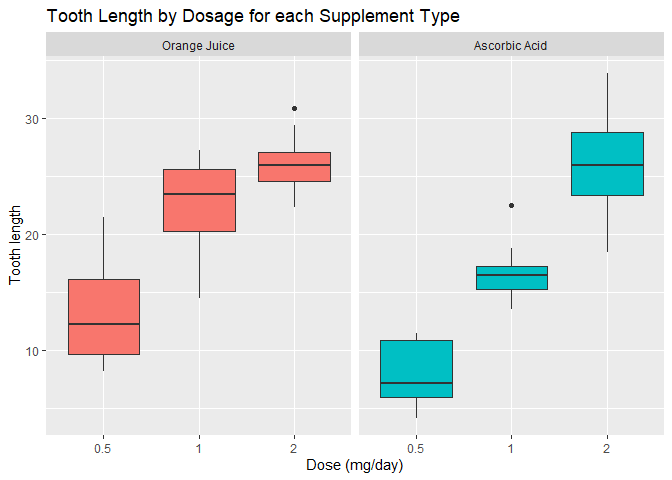 Tooth Length by Dosage for each Supplement Type
Orange Juice
Ascorbic Acid
Tooth length
30
20
10
0.5 1 2
0.5 1 2
Dose (mg/day)